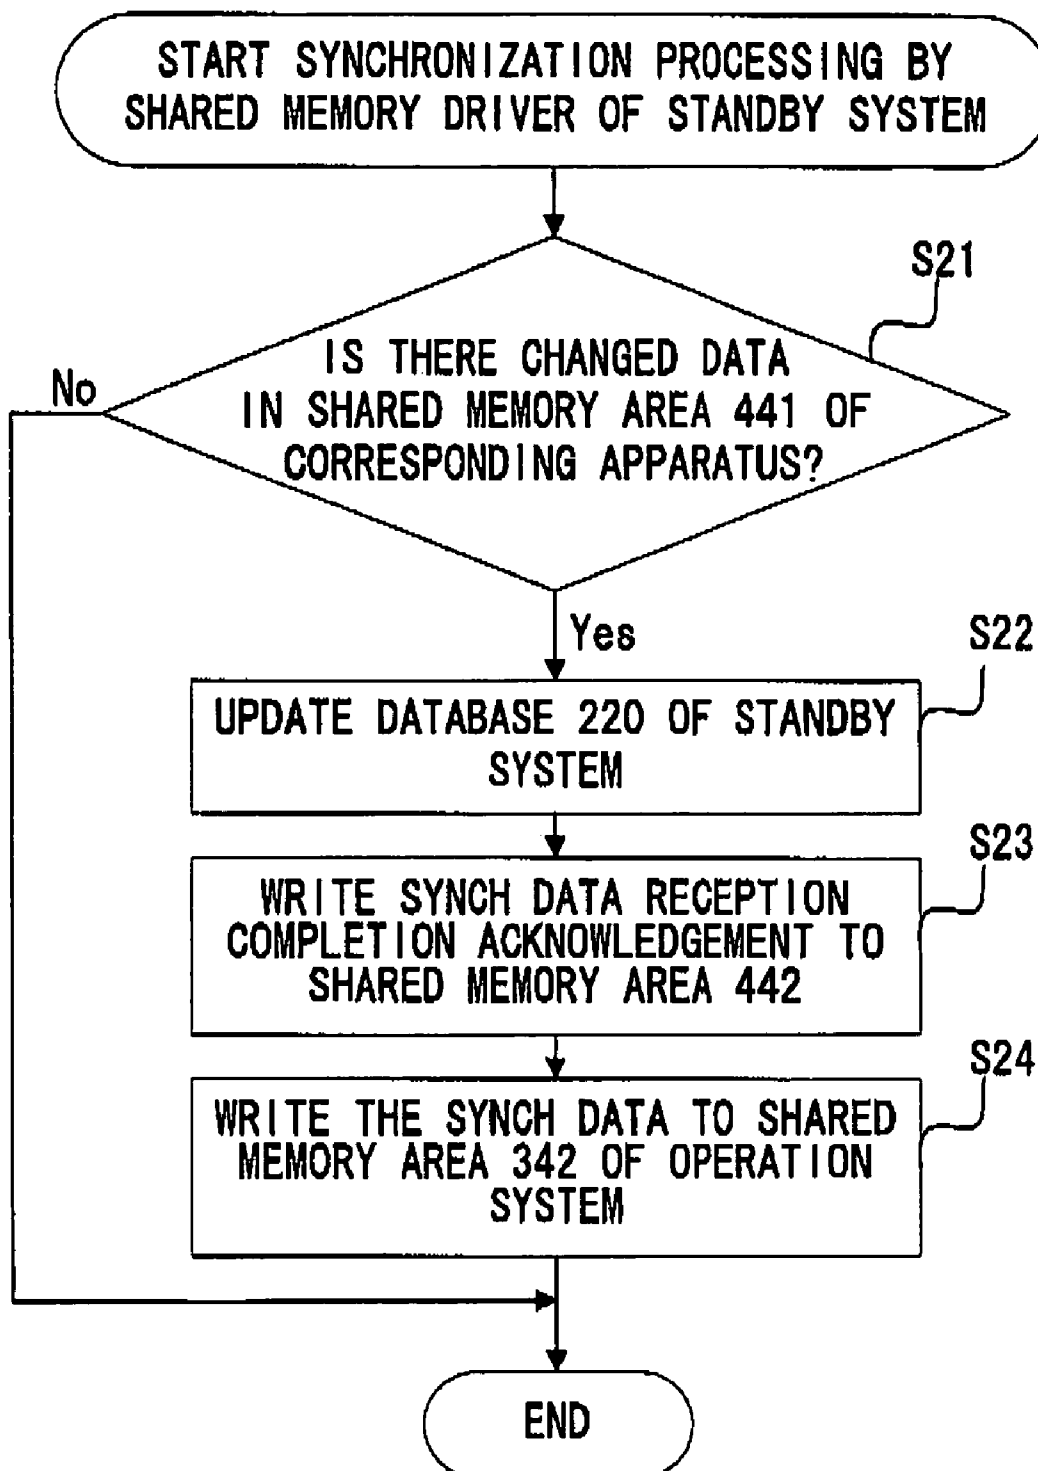 START SYNCHRONIZATION PROCESSING BY
SHARED MEMORY DRIVER OF STANDBY SYSTEM
S21
IS THERE CHANGED DATA
IN SHARED MEMORY AREA 441 OF
CORRESPONDING APPARATUS?
No
Yes
S22
UPDATE DATABASE 220 OF STANDBY
SYSTEM
S23
WRITE SYNCH DATA RECEPTION
COMPLETION ACKNOWLEDGEMENT TO
SHARED MEMORY AREA 442
S24
WRITE THE SYNCH DATA TO SHARED
MEMORY AREA 342 OF OPERATION
SYSTEM
END